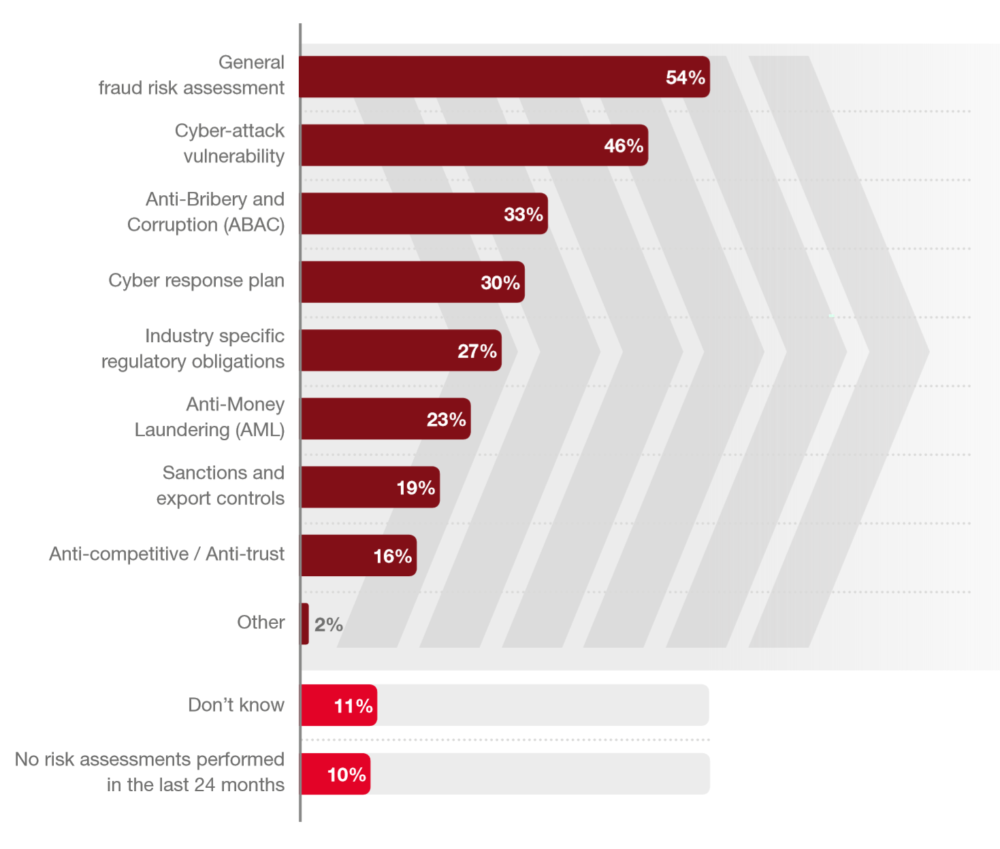 General
fraud risk assessment
54%
Cyber-attack
vulnerability
46%
Anti-Bribery and
Corruption (ABAC)
33%
Cyber response plan
30%
Industry specific
regulatory obligations
27%
Anti-Money
Laundering (AML)
23%
Sanctions and
export controls
19%
Anti-competitive / Anti-trust
16%
Other
2%
Don’t know
11%
No risk assessments performed
in the last 24 months
10%